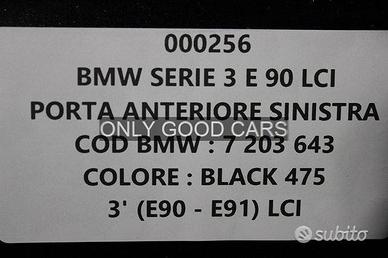 000256
BMW SERIE 3 E 90 LCI
PORTA ANTERIORE SINISTRA
ONLY GOOD CARS
COD BMW : 7 203 643
COLORE : BLACK 475
3' (E90 - E91) LCI
subito